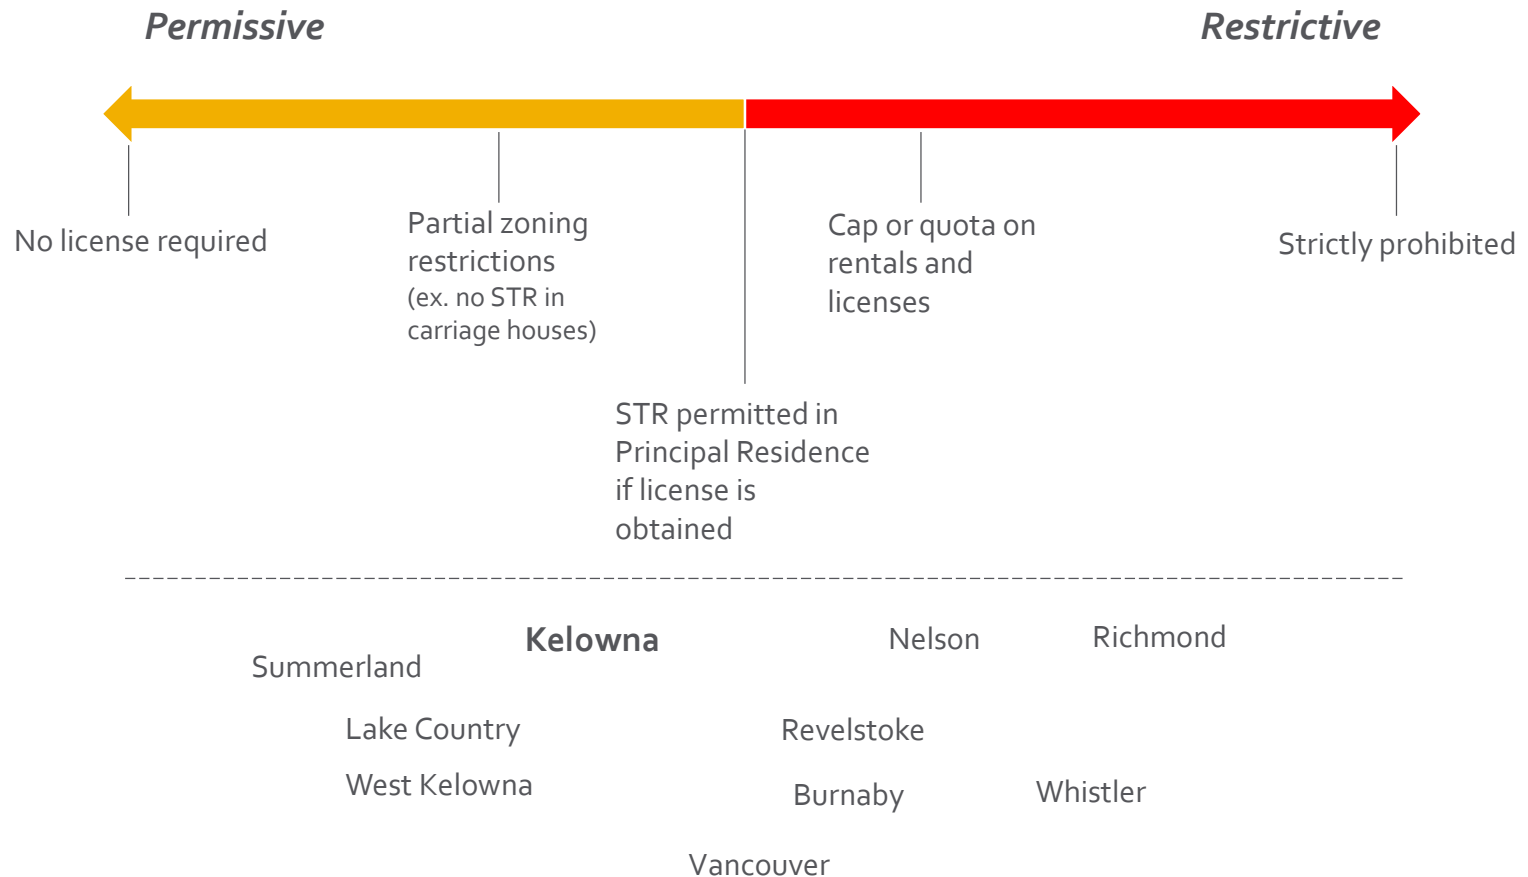 Permissive
Restrictive
No license required
Partial zoning
restrictions
(ex. no STR in
carriage houses)
STR permitted in
Principal Residence
if license is
obtained
Cap or quota on
rentals and
licenses
Strictly prohibited
Kelowna
Nelson
Richmond
Summerland
Lake Country
Revelstoke
West Kelowna
Burnaby
Whistler
Vancouver